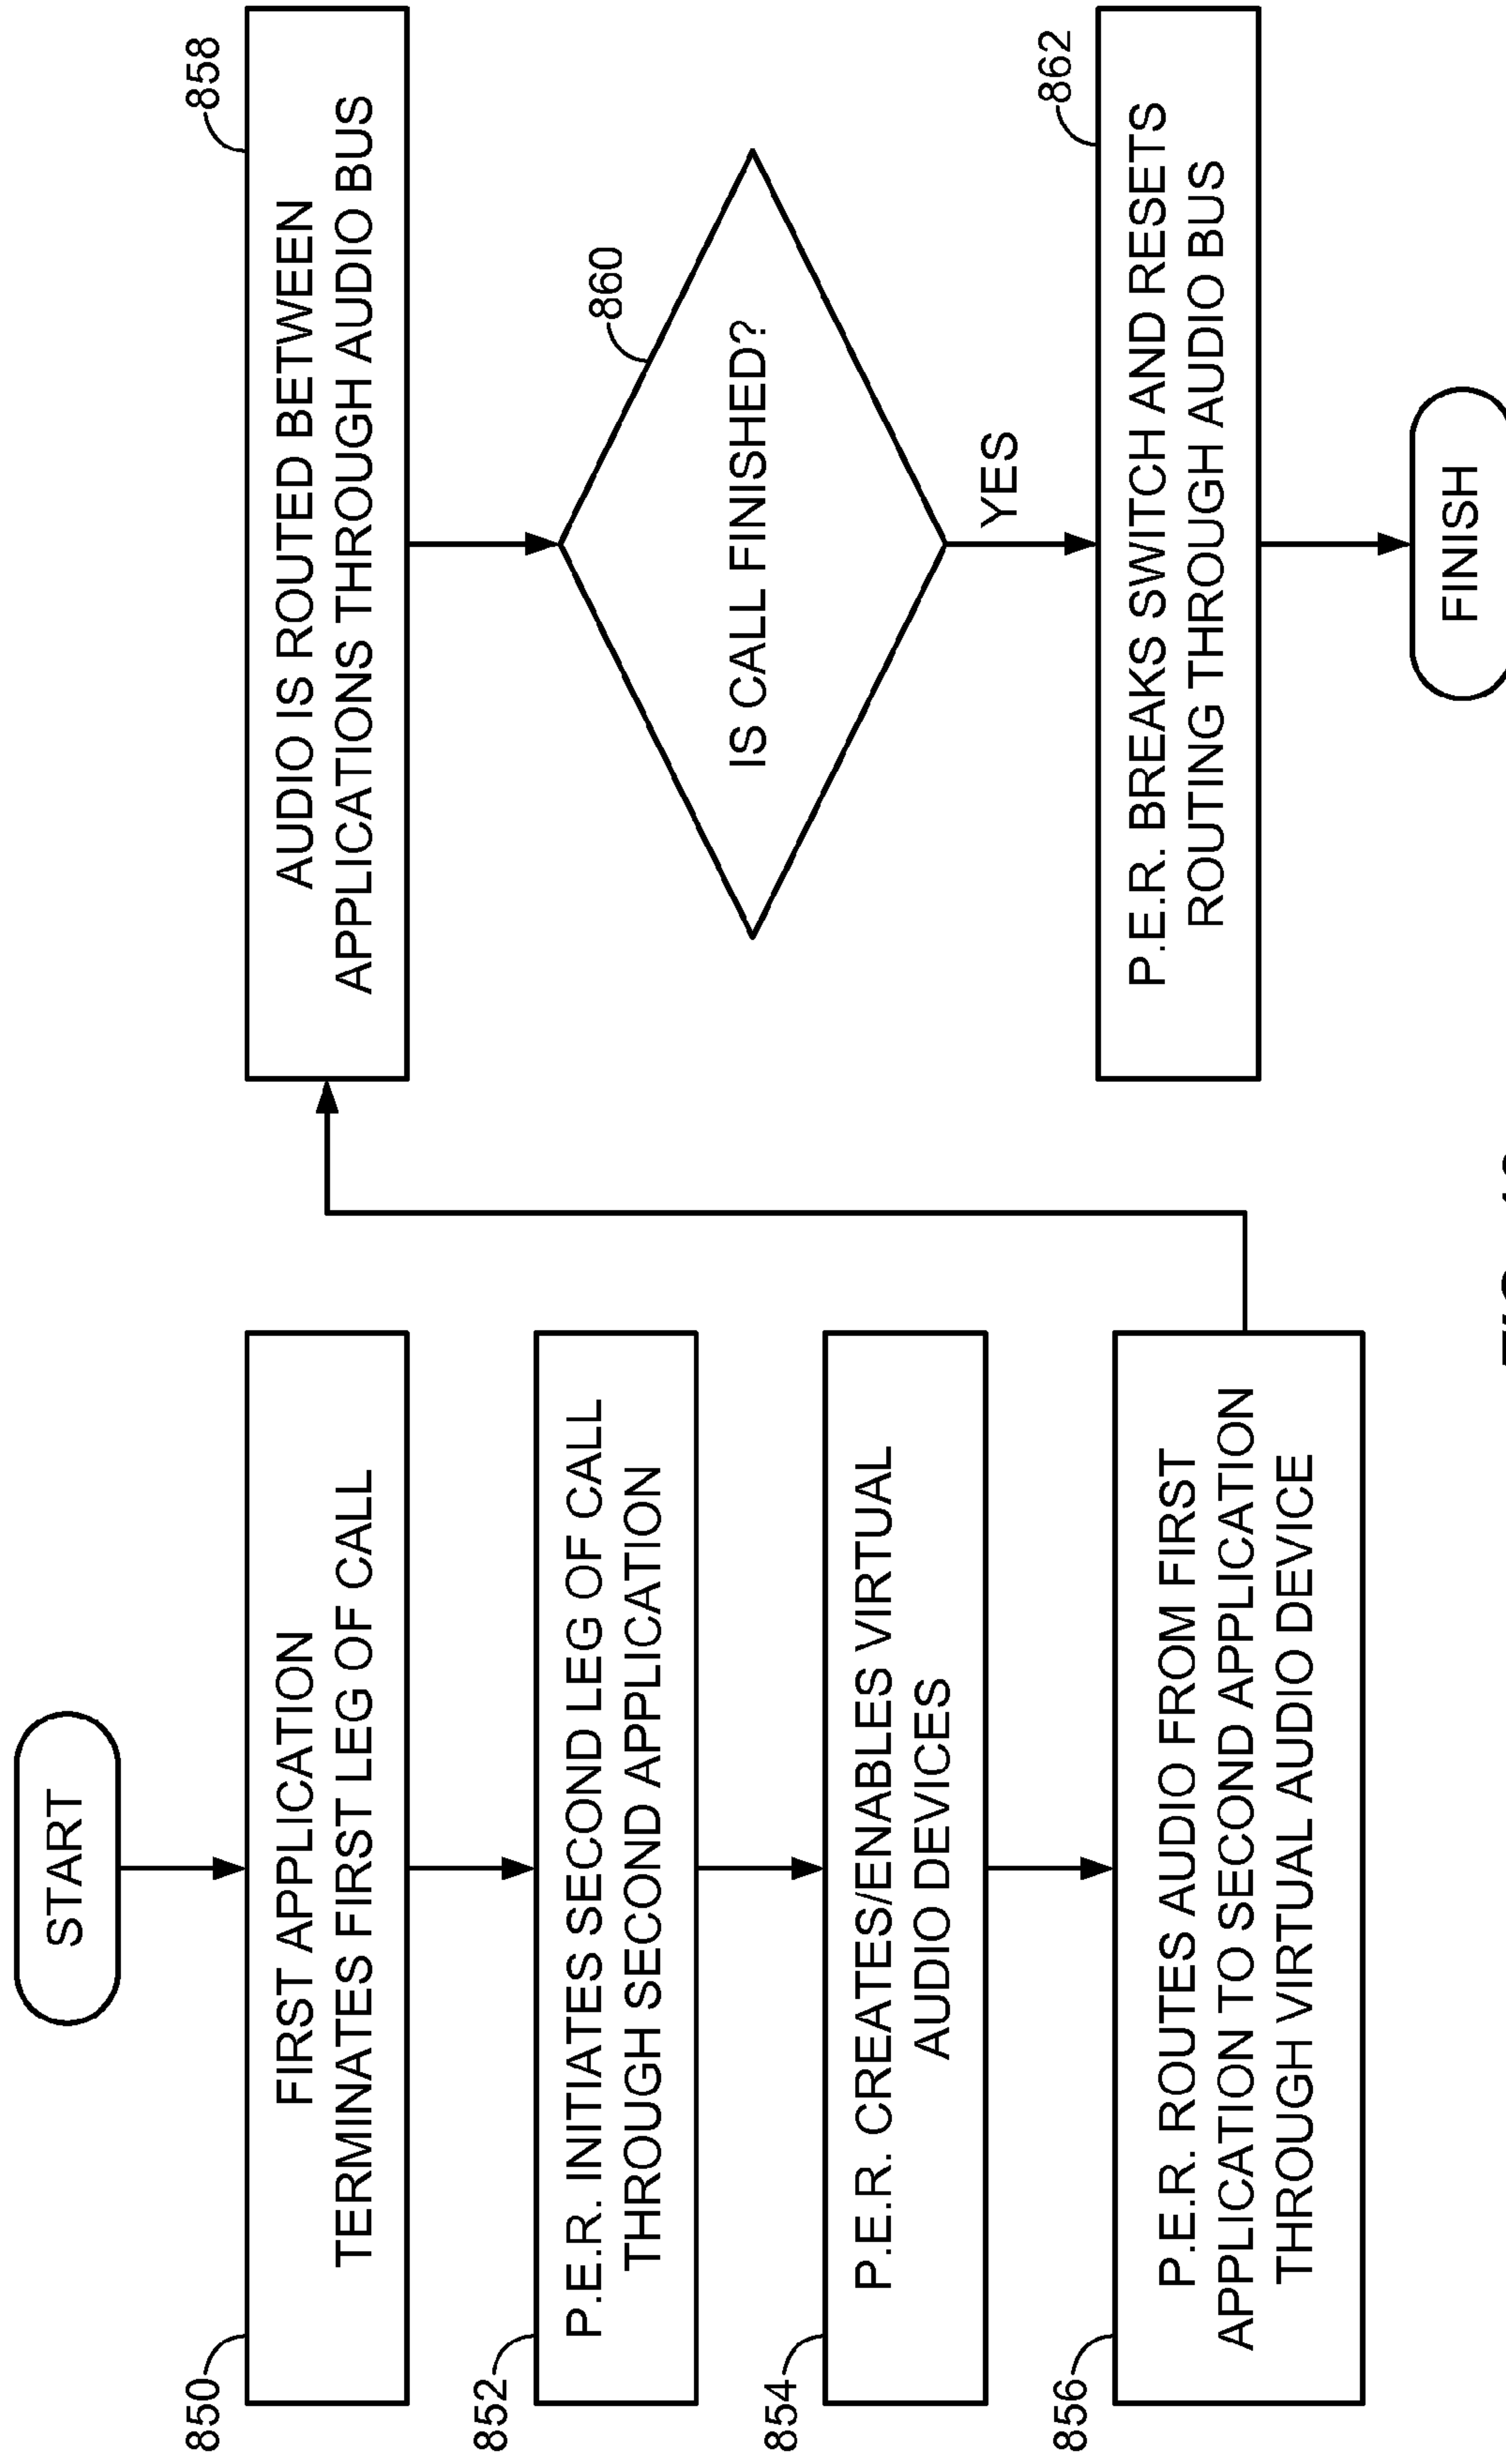 START
850
FIRST APPLICATION
TERMINATES FIRST LEG OF CALL
852
P.E.R. INITIATES SECOND LEG OF CALL
THROUGH SECOND APPLICATION
854
P.E.R. CREATES/ENABLES VIRTUAL
AUDIO DEVICES
856
P.E.R. ROUTES AUDIO FROM FIRST
APPLICATION TO SECOND APPLICATION
THROUGH VIRTUAL AUDIO DEVICE
858
AUDIO IS ROUTED BETWEEN
APPLICATIONS THROUGH AUDIO BUS
860
IS CALL FINISHED?
YES
862
P.E.R. BREAKS SWITCH AND RESETS
ROUTING THROUGH AUDIO BUS
FINISH